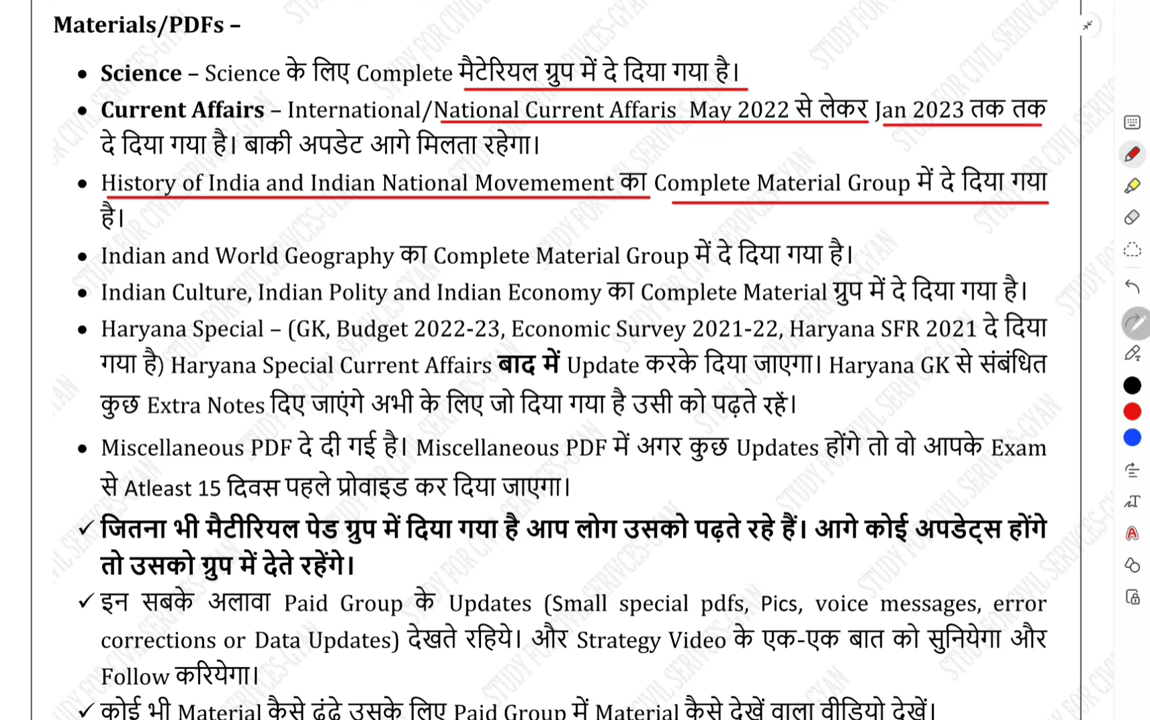 Materials/PDFs –
• Science – Science के लिए Complete मैटेरियल ग्रुप में दे दिया गया है।
• Current Affairs – International/National Current Affaris May 2022 से लेकर Jan 2023 तक तक
दे दिया गया है। बाकी अपडेट आगे मिलता रहेगा।
• History of India and Indian National Movemement का Complete Material Group में दे दिया गया
है।
• Indian and World Geography का Complete Material Group में दे दिया गया है।
• Indian Culture, Indian Polity and Indian Economy का Complete Material ग्रुप में दे दिया गया है।
• Haryana Special – (GK, Budget 2022-23, Economic Survey 2021-22, Haryana SFR 2021 दे दिया
गया है) Haryana Special Current Affairs बाद में Update करके दिया जाएगा। Haryana GK से संबंधित
कुछ Extra Notes दिए जाएंगे अभी के लिए जो दिया गया है उसी को पढ़ते रहें।
• Miscellaneous PDF दे दी गई है। Miscellaneous PDF में अगर कुछ Updates होंगे तो वो आपके Exam
से Atleast 15 दिवस पहले प्रोवाइड कर दिया जाएगा।
✓ जितना भी मैटीरियल पेड ग्रुप में दिया गया है आप लोग उसको पढ़ते रहे हैं। आगे कोई अपडेट्स होंगे
तो उसको ग्रुप में देते रहेंगे।
✓ इन सबके अलावा Paid Group के Updates (Small special pdfs, Pics, voice messages, error
corrections or Data Updates) देखते रहिये। और Strategy Video के एक-एक बात को सुनियेगा और
Follow करियेगा।
✓ कोई भी Material कैसे ढूंढे उसके लिए Paid Group में Material कैसे देखें वाला वीडियो देखें।
STUDY FOR CIVIL SERIVCES-GYAN